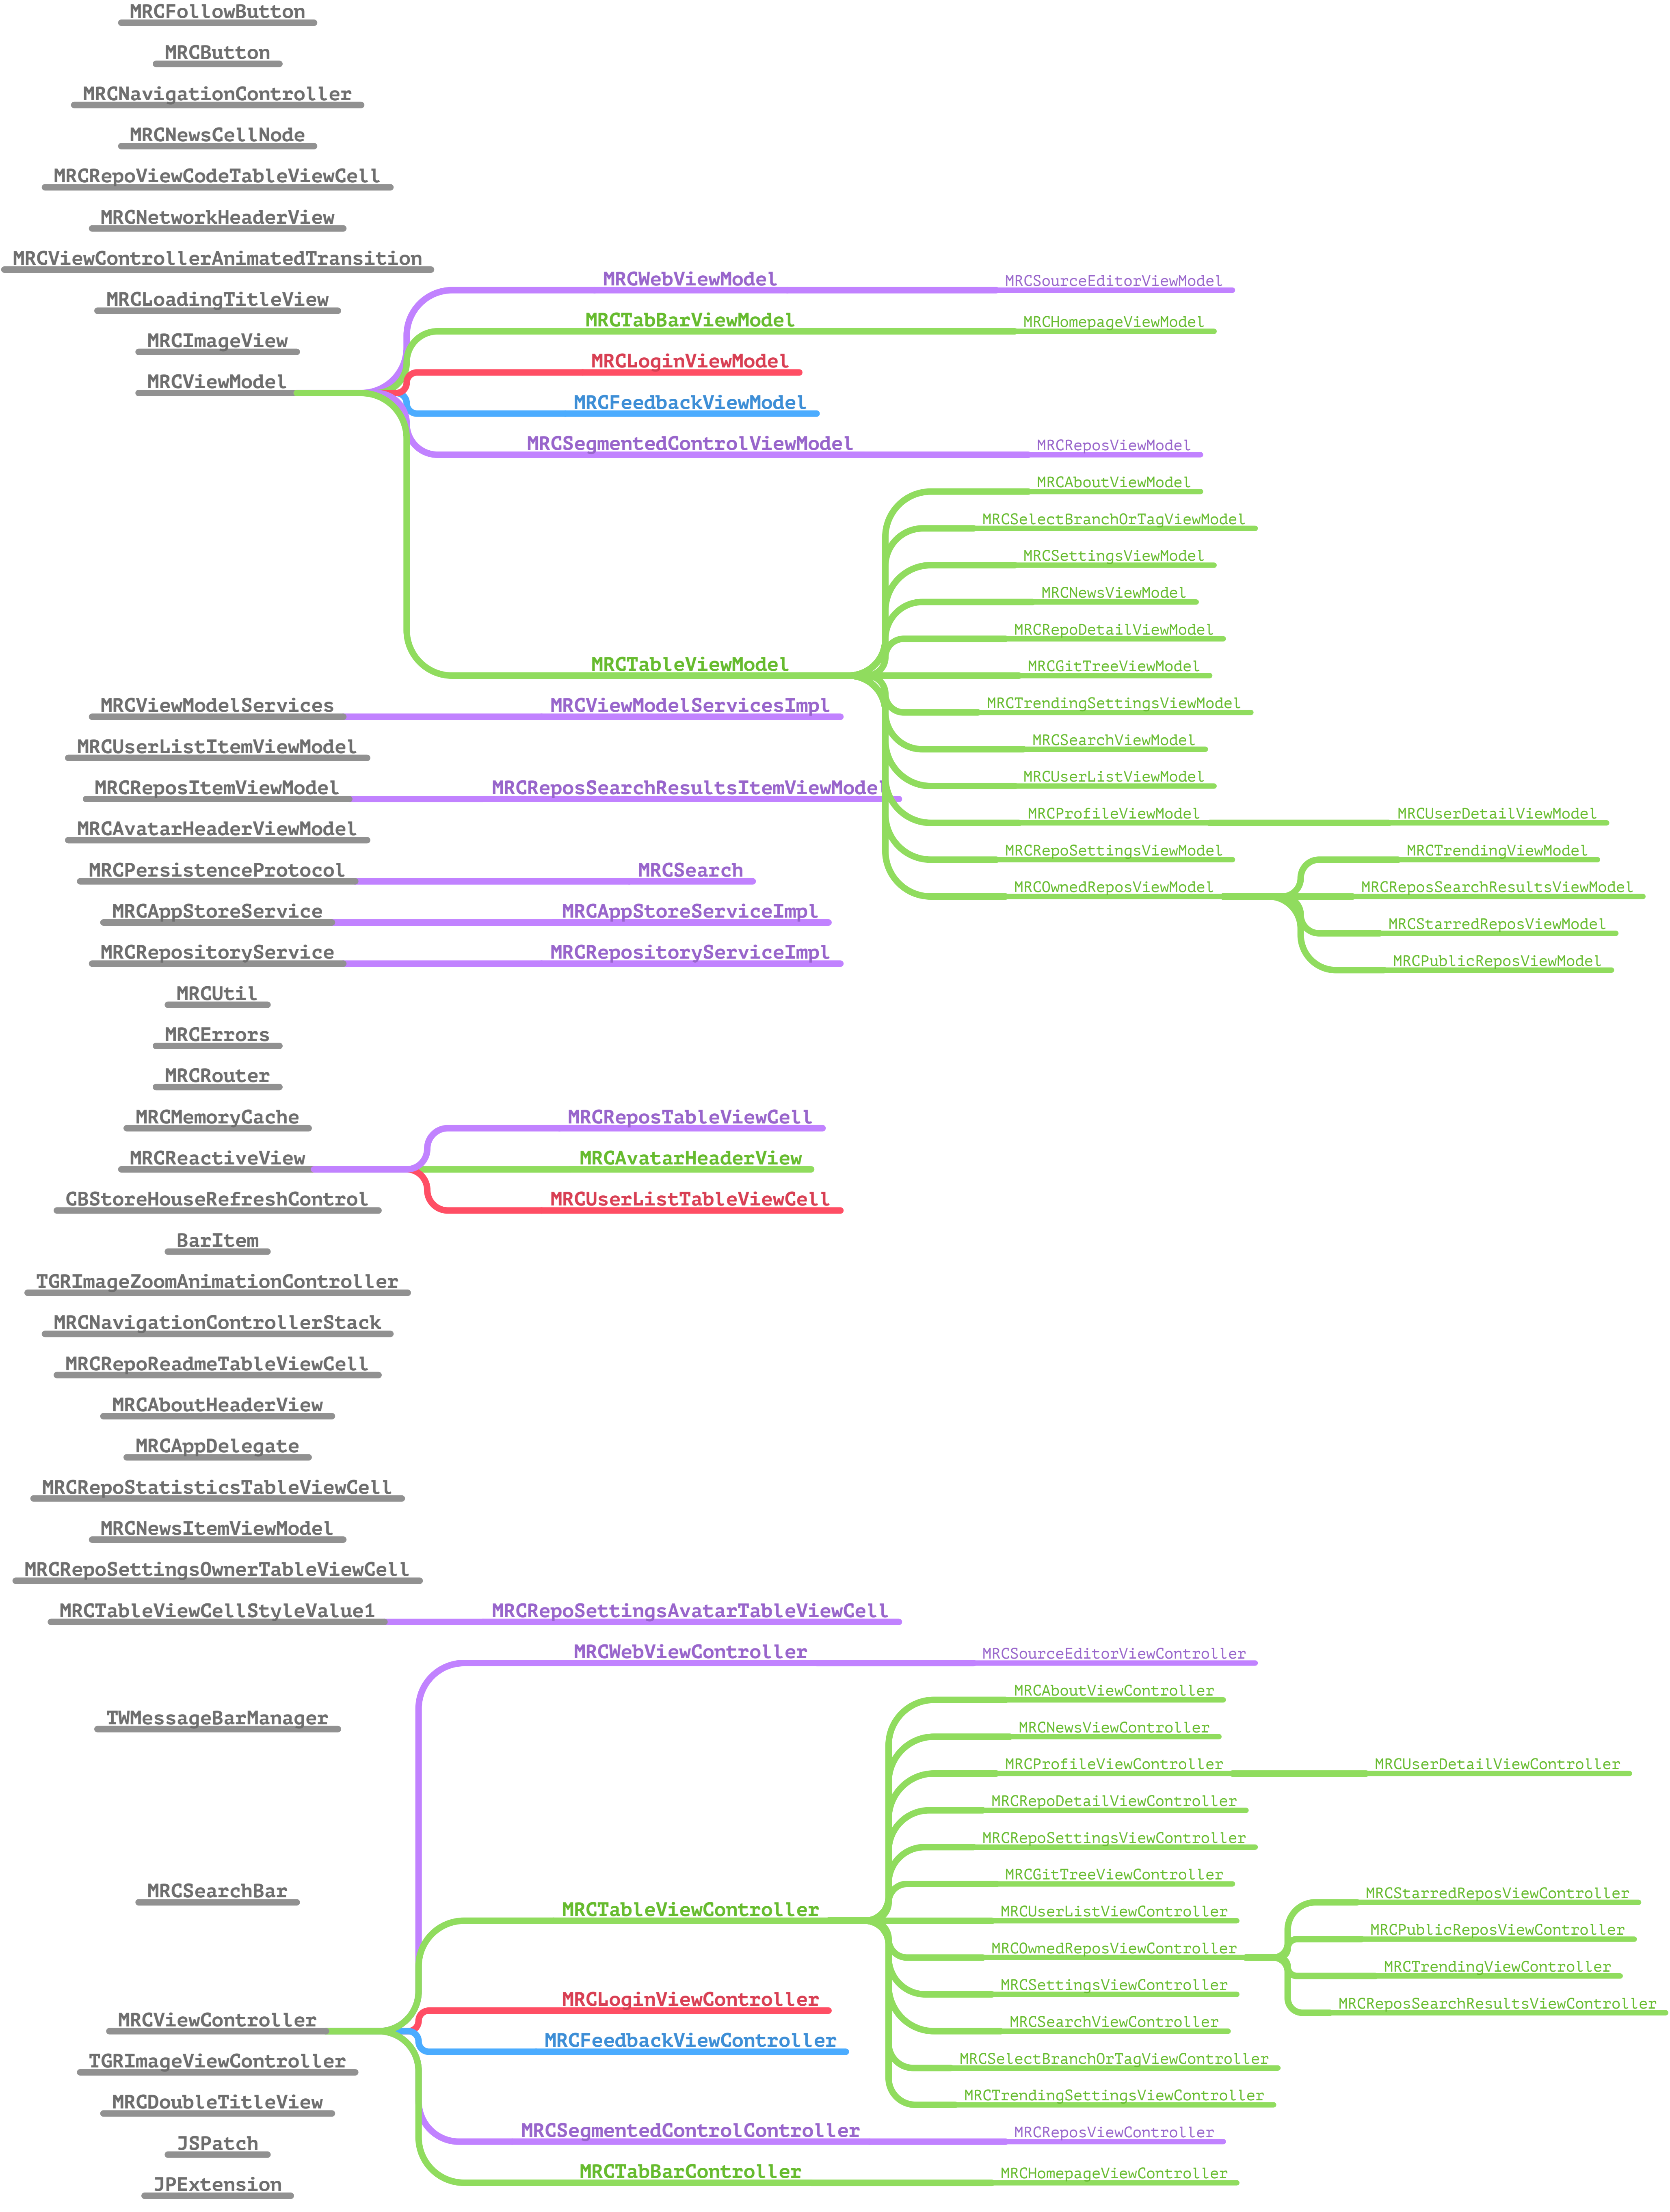 MRCFollowButton
MRCButton
MRCNavigationController
MRCNewsCellNode
MRCRepoViewCodeTableViewCell
MRCNetworkHeaderView
MRCViewControllerAnimatedTransition
MRCWebViewModel
MRCSourceEditorViewModel
MRCLoadingTitleView
MRCTabBarViewModel
MRCHomepageViewModel
MRCImageView
MRCLoginViewModel
MRCViewModel
MRCFeedbackViewModel
MRCSegmentedControlViewModel
MRCReposViewModel
MRCAboutViewModel
MRCSelectBranchOrTagViewModel
MRCSettingsViewModel
MRCNewsViewModel
MRCRepoDetailViewModel
MRCTableViewModel
MRCGitTreeViewModel
MRCViewModelServices
MRCViewModelServicesImpl
MRCTrendingSettingsViewModel
MRCUserListItemViewModel
MRCSearchViewModel
MRCUserListViewModel
MRCReposItemViewModel
MRCReposSearchResultsItemViewModel
MRCProfileViewModel
MRCUserDetailViewModel
MRCAvatarHeaderViewModel
MRCRepoSettingsViewModel
MRCTrendingViewModel
MRCPersistenceProtocol
MRCSearch
MRCOwnedReposViewModel
MRCReposSearchResultsViewModel
MRCAppStoreService
MRCAppStoreServiceImpl
MRCStarredReposViewModel
MRCRepositoryService
MRCRepositoryServiceImpl
MRCPublicReposViewModel
MRCUtil
MRCErrors
MRCRouter
MRCMemoryCache
MRCReposTableViewCell
MRCReactiveView
MRCAvatarHeaderView
CBStoreHouseRefreshControl
MRCUserListTableViewCell
BarItem
TGRImageZoomAnimationController
MRCNavigationControllerStack
MRCRepoReadmeTableViewCell
MRCAboutHeaderView
MRCAppDelegate
MRCRepoStatisticsTableViewCell
MRCNewsItemViewModel
MRCRepoSettingsOwnerTableViewCell
MRCTableViewCellStyleValue1
MRCRepoSettingsAvatarTableViewCell
MRCWebViewController
MRCSourceEditorViewController
MRCAboutViewController
TWMessageBarManager
MRCNewsViewController
MRCProfileViewController
MRCUserDetailViewController
MRCRepoDetailViewController
MRCRepoSettingsViewController
MRCGitTreeViewController
MRCSearchBar
MRCStarredReposViewController
MRCTableViewController
MRCUserListViewController
MRCPublicReposViewController
MRCOwnedReposViewController
MRCTrendingViewController
MRCSettingsViewController
MRCLoginViewController
MRCReposSearchResultsViewController
MRCViewController
MRCSearchViewController
MRCFeedbackViewController
TGRImageViewController
MRCSelectBranchOrTagViewController
MRCDoubleTitleView
MRCTrendingSettingsViewController
MRCSegmentedControlController
MRCReposViewController
JSPatch
MRCTabBarController
MRCHomepageViewController
JPExtension